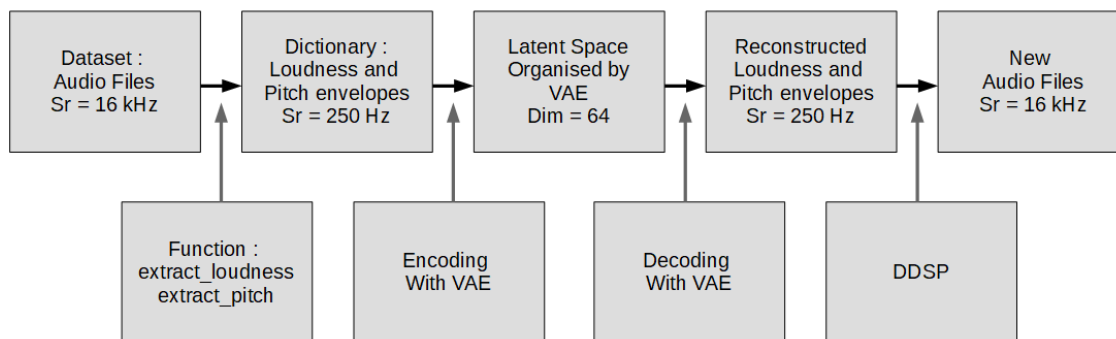 Dataset :
Audio Files
Sr = 16 kHz
Dictionary :
Loudness and
Pitch envelopes
Sr = 250 Hz
Latent Space
Organised by
VAE
Dim = 64
Reconstructed
Loudness and
Pitch envelopes
Sr = 250 Hz
New
Audio Files
Sr = 16 kHz
Function :
extract_loudness
extract_pitch
Encoding
With VAE
Decoding
With VAE
DDSP